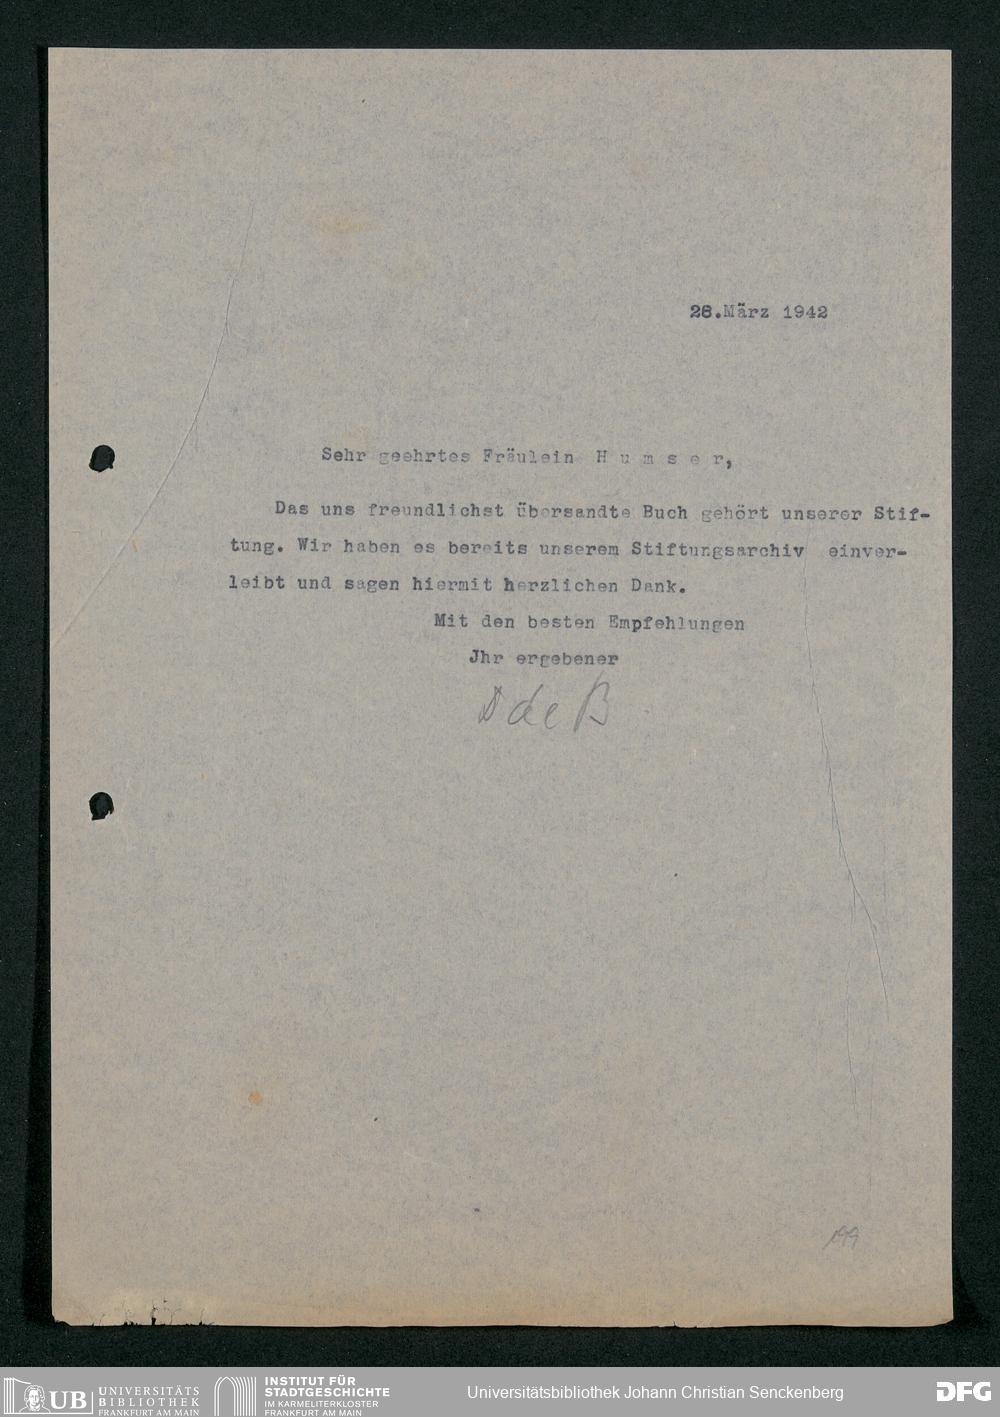 28.März 1942
Sehr geehrtes Fräulein H u m s e r,
Das uns freundlichst übersandte Buch gehört unserer Stif-
tung. Wir haben es bereits unserem Stiftungsarchiv einver-
leibt und sagen hiermit herzlichen Dank.
Mit den besten Empfehlungen
Jhr ergebener
D de B
199
UB UNIVERSITÄTS
BIBLIOTHEK
FRANKFURT AM MAIN
INSTITUT FÜR
STADTGESCHICHTE
IM KARMELITERKLOSTER
FRANKFURT AM MAIN
Universitätsbibliothek Johann Christian Senckenberg
DFG